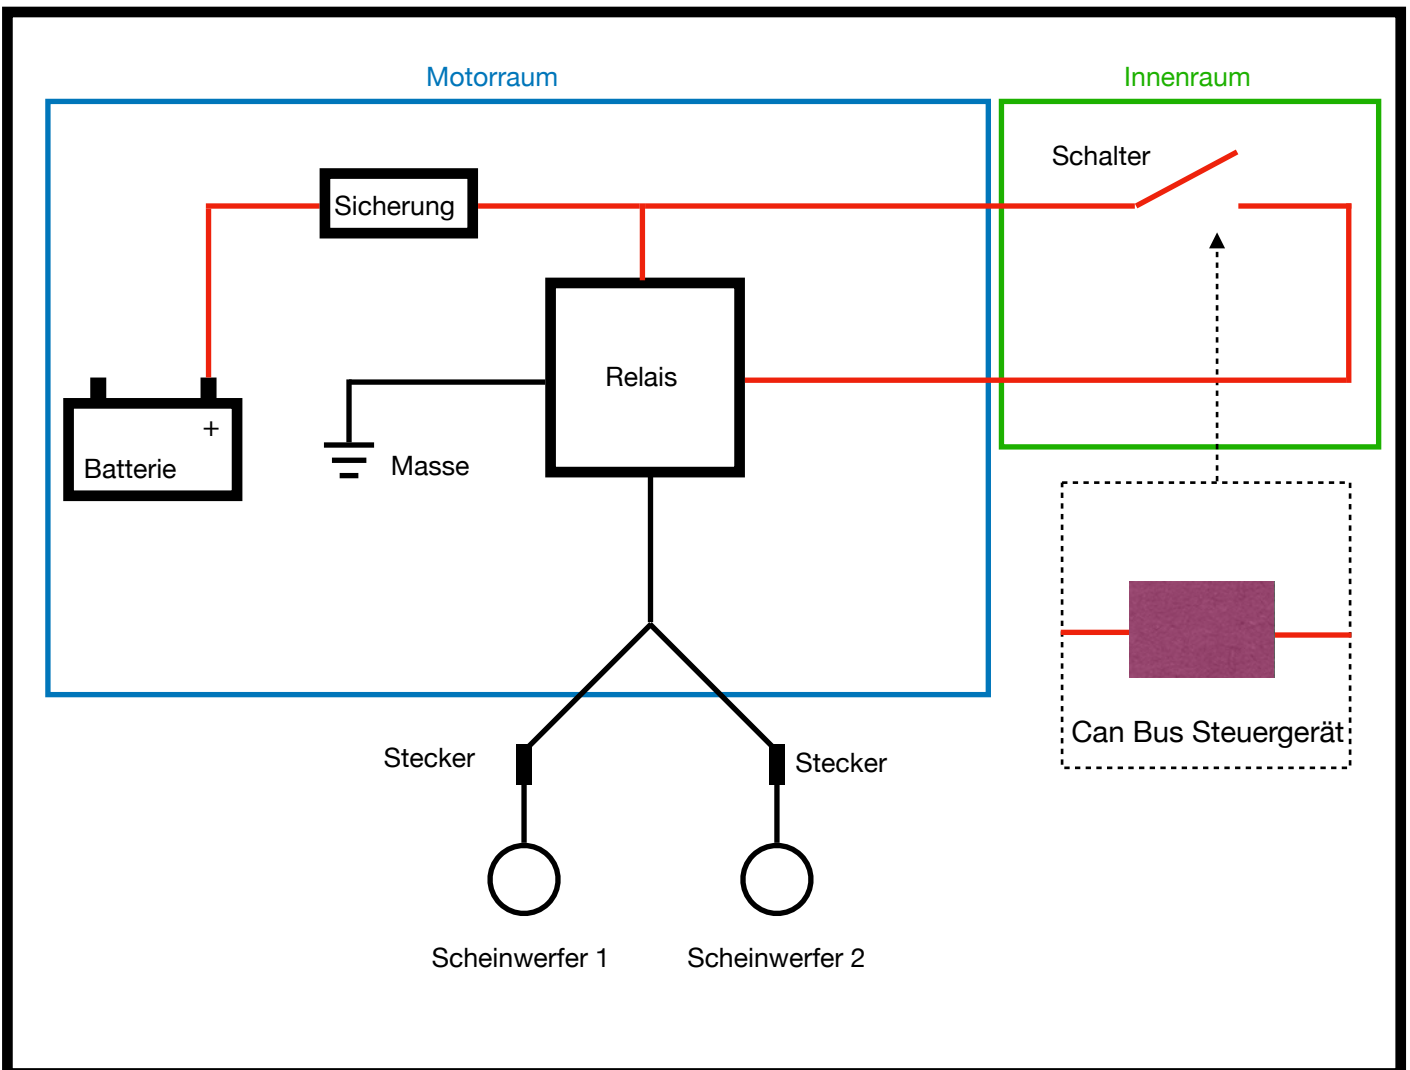 Motorraum
Innenraum
Schalter
Sicherung
Relais
+
Batterie
Masse
Can Bus Steuergerät
Stecker
Stecker
Scheinwerfer 1
Scheinwerfer 2